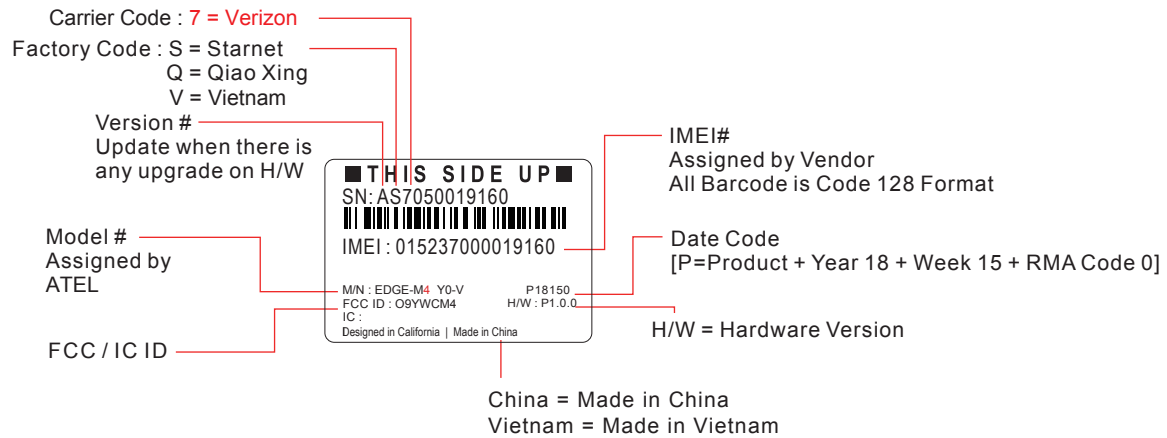 Carrier Code : 7 = Verizon
Factory Code : S = Starnet
Q = Qiao Xing
V = Vietnam
Version #
Update when there is
any upgrade on H/W
Model #
Assigned by
ATEL
FCC / IC ID
THIS SIDE UP
SN: AS7050019160
IMEI : 015237000019160
M/N : EDGE-M4 Y0-V
P18150
FCC ID : O9YWCM4
H/W : P1.0.0
IC :
Designed in California | Made in China
IMEI#
Assigned by Vendor
All Barcode is Code 128 Format
Date Code
[P=Product + Year 18 + Week 15 + RMA Code 0]
H/W = Hardware Version
China = Made in China
Vietnam = Made in Vietnam